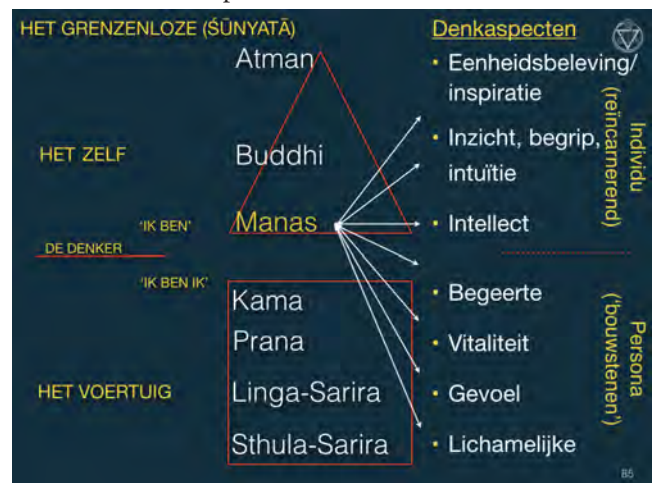 HET GRENZENLOZE (ŚŪNYATĀ)
Denkaspecten
Atman
• Eenheidsbeleving/
inspiratie
HET ZELF
Buddhi
• Inzicht, begrip,
intuïtie
Individu
(reïncarnerend)
'IK BEN'
Manas
• Intellect
DE DENKER
'IK BEN IK'
Kama
• Begeerte
Prana
• Vitaliteit
Persona
('bouwstenen')
HET VOERTUIG
Linga-Sarira
• Gevoel
Sthula-Sarira
• Lichamelijke
85